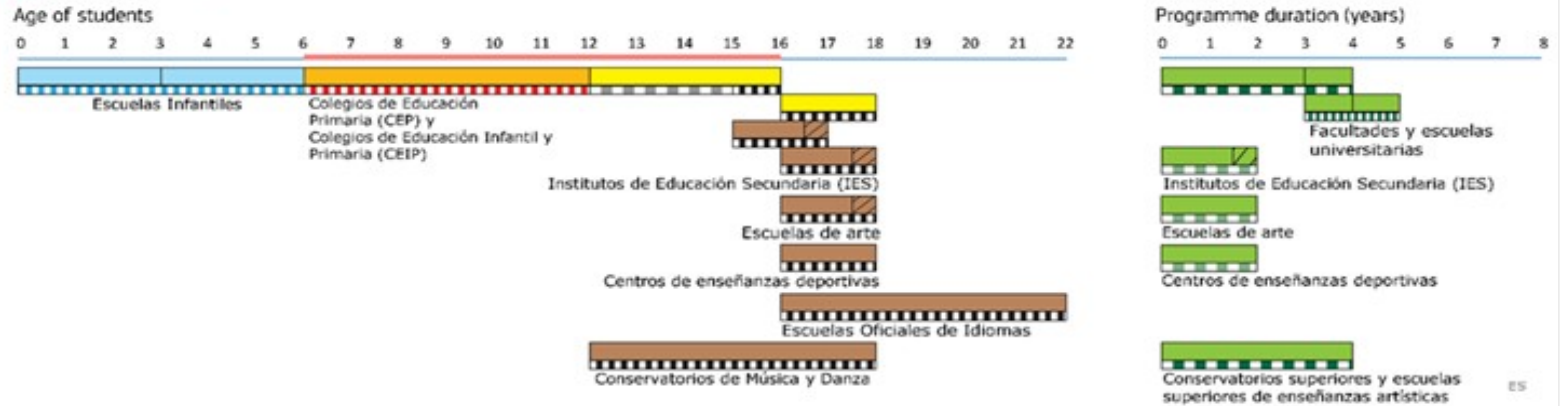 Age of students
0 1 2 3 4 5 6 7 8 9 10 11 12 13 14 15 16 17 18 19 20 21 22
Escuelas Infantiles
Colegios de Educación
Primaria (CEP) y
Colegios de Educación Infantil y
Primaria (CEIP)
Institutos de Educación Secundaria (IES)
Escuelas de arte
Centros de enseñanzas deportivas
Escuelas Oficiales de Idiomas
Conservatorios de Música y Danza
Programme duration (years)
0 1 2 3 4 5 6 7 8
Facultades y escuelas
universitarias
Institutos de Educación Secundaria (IES)
Escuelas de arte
Centros de enseñanzas deportivas
Conservatorios superiores y escuelas
superiores de enseñanzas artísticas
ES